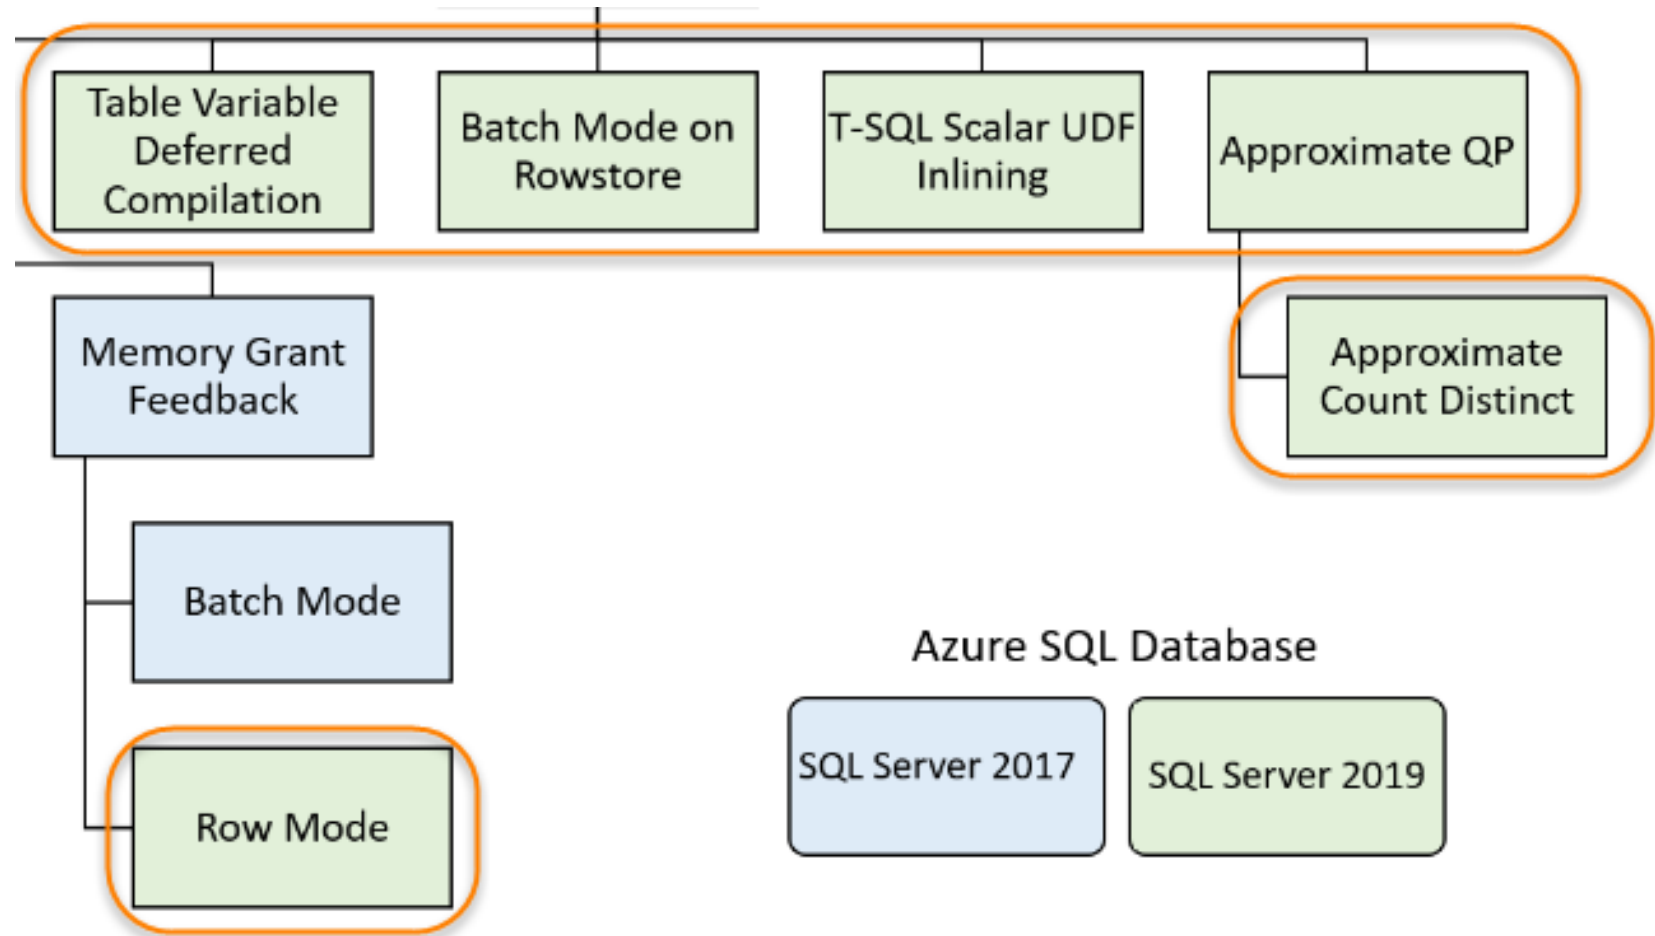 Table Variable
Deferred
Compilation
Batch Mode on
Rowstore
T-SQL Scalar UDF
Inlining
Approximate QP
Memory Grant
Feedback
Approximate
Count Distinct
Batch Mode
Row Mode
Azure SQL Database
SQL Server 2017
SQL Server 2019